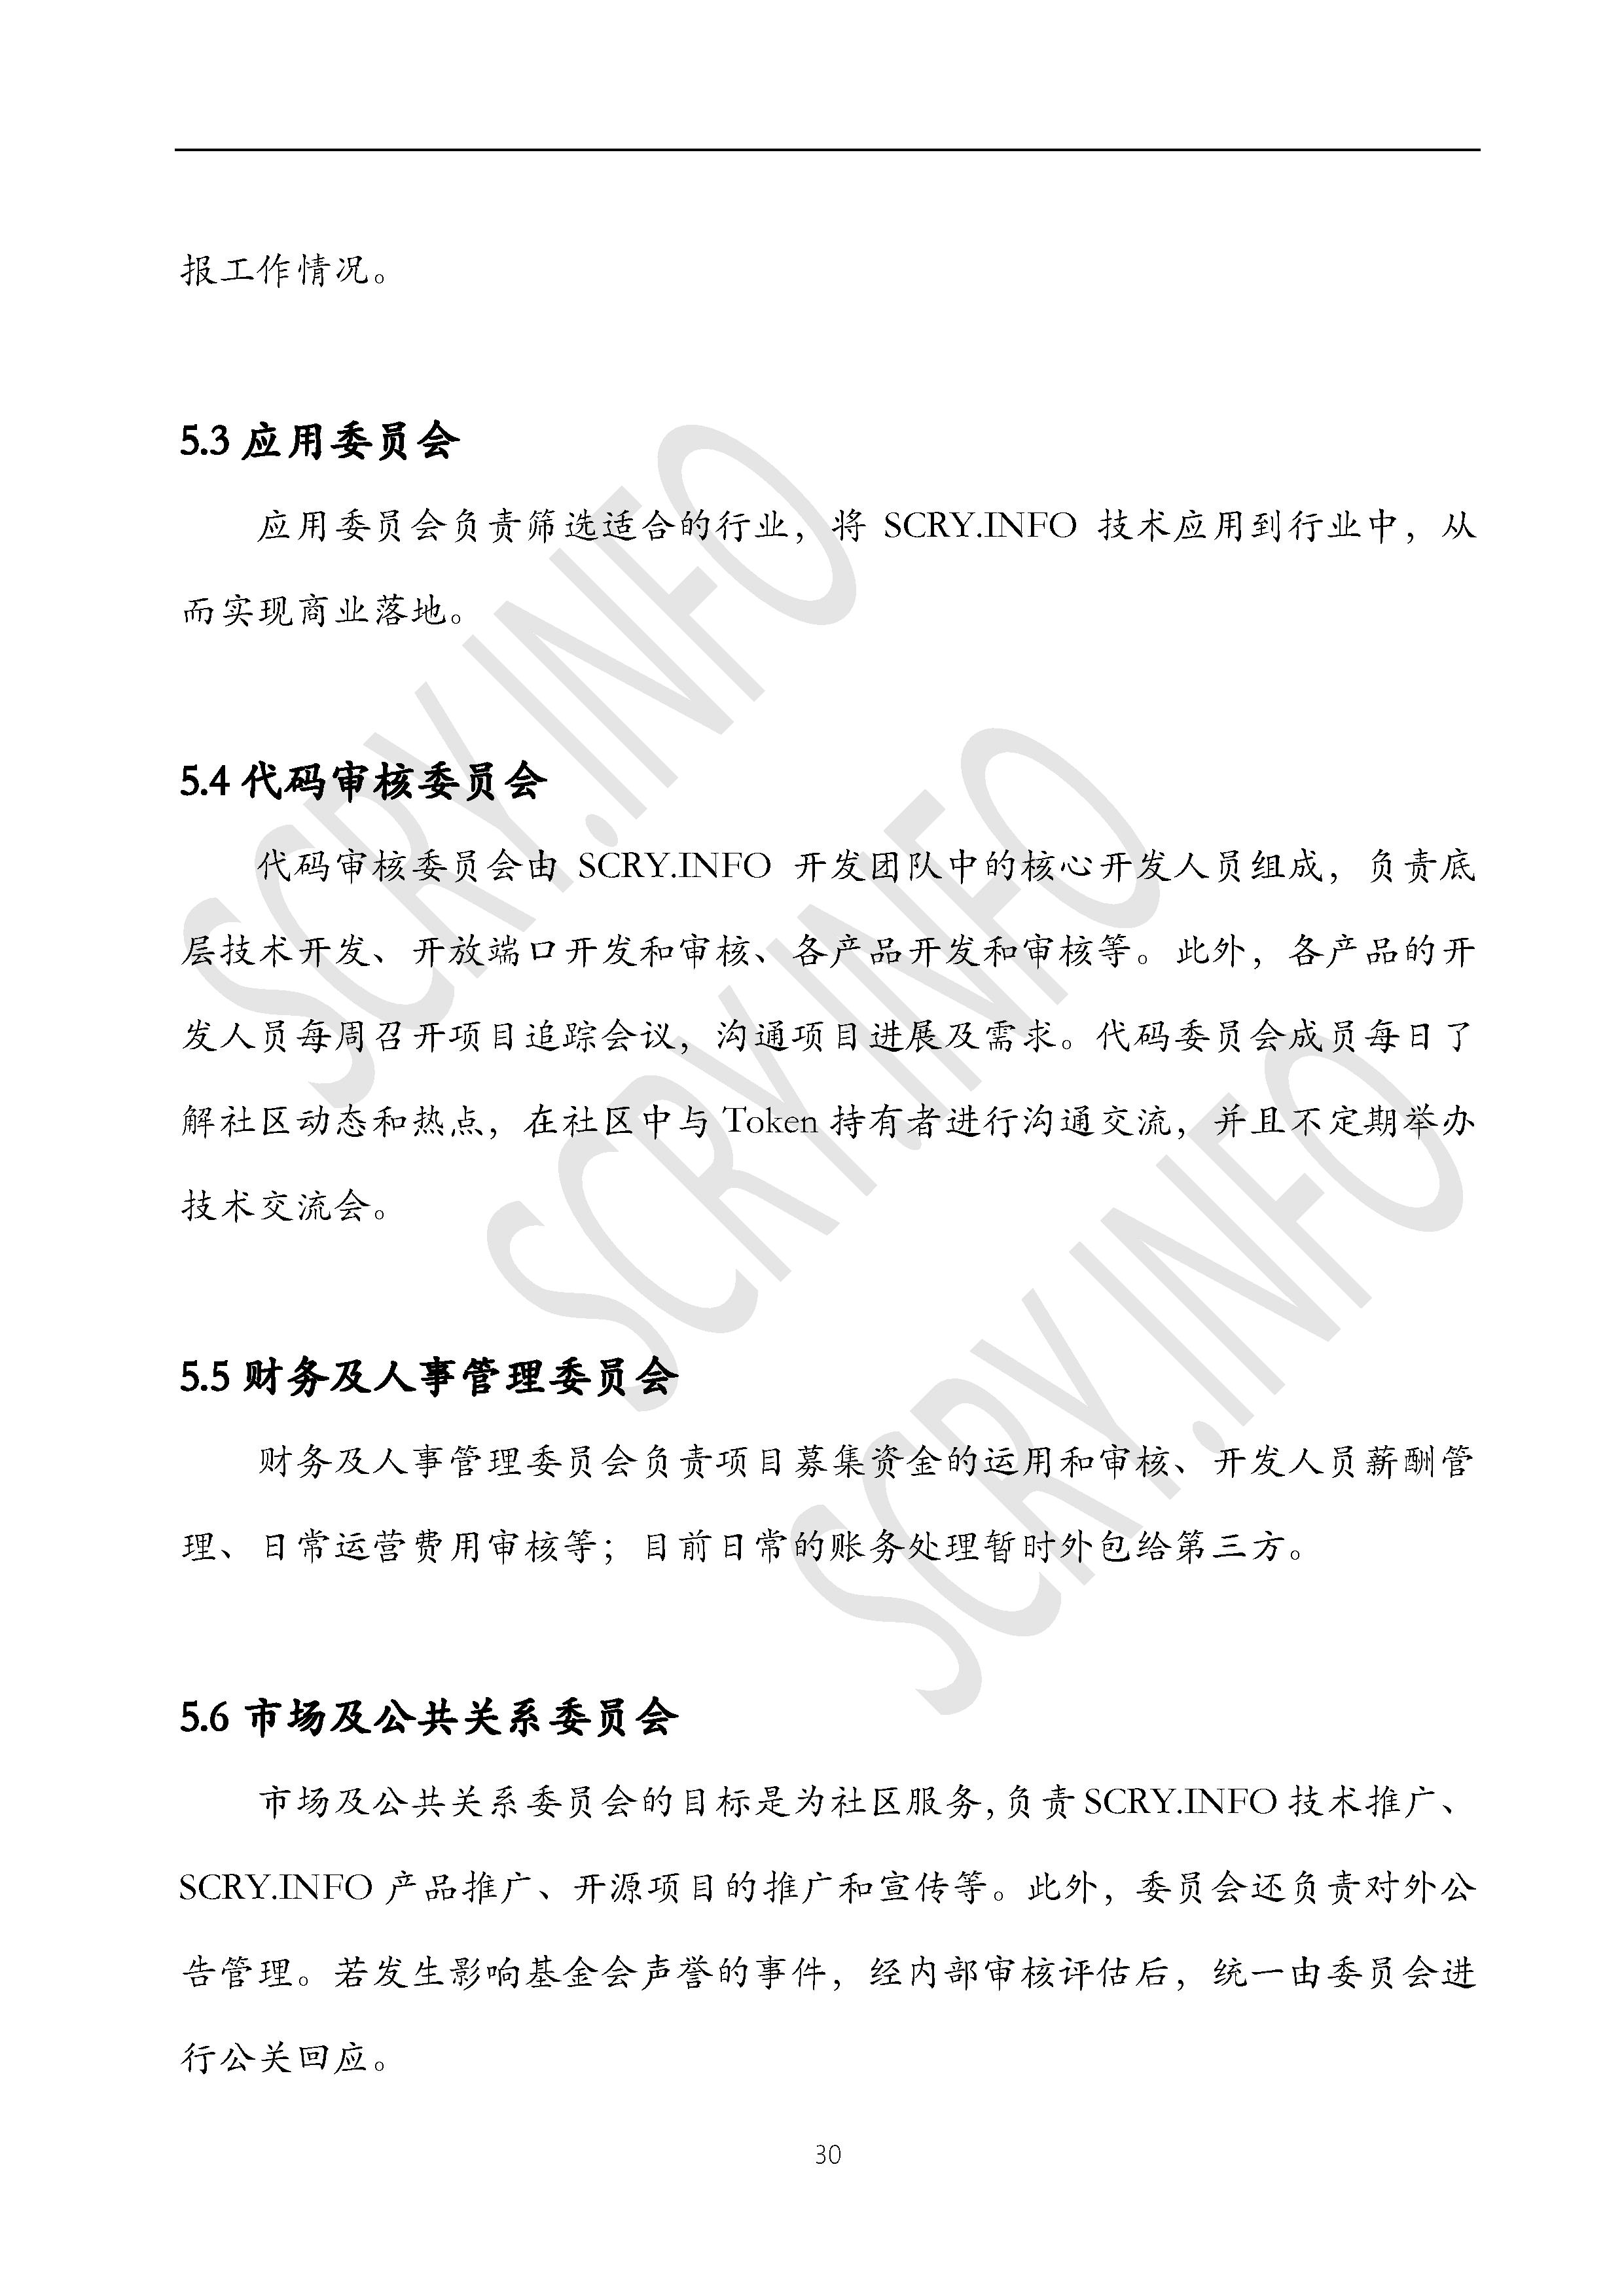 报工作情况。
5.3 应用委员会
应用委员会负责筛选适合的行业，将 SCRY.INFO 技术应用到行业中，从
而实现商业落地。
5.4 代码审核委员会
代码审核委员会由 SCRY.INFO 开发团队中的核心开发人员组成，负责底
层技术开发、开放端口开发和审核、各产品开发和审核等。此外，各产品的开
发人员每周召开项目追踪会议，沟通项目进展及需求。代码委员会成员每日了
解社区动态和热点，在社区中与 Token 持有者进行沟通交流，并且不定期举办
技术交流会。
5.5 财务及人事管理委员会
财务及人事管理委员会负责项目募集资金的运用和审核、开发人员薪酬管
理、日常运营费用审核等；目前日常的账务处理暂时外包给第三方。
5.6 市场及公共关系委员会
市场及公共关系委员会的目标是为社区服务,负责 SCRY.INFO 技术推广、
SCRY.INFO 产品推广、开源项目的推广和宣传等。此外，委员会还负责对外公
告管理。若发生影响基金会声誉的事件，经内部审核评估后，统一由委员会进
行公关回应。
30
SCRY.INFO
SCRY.INFO
SCRY.INFO